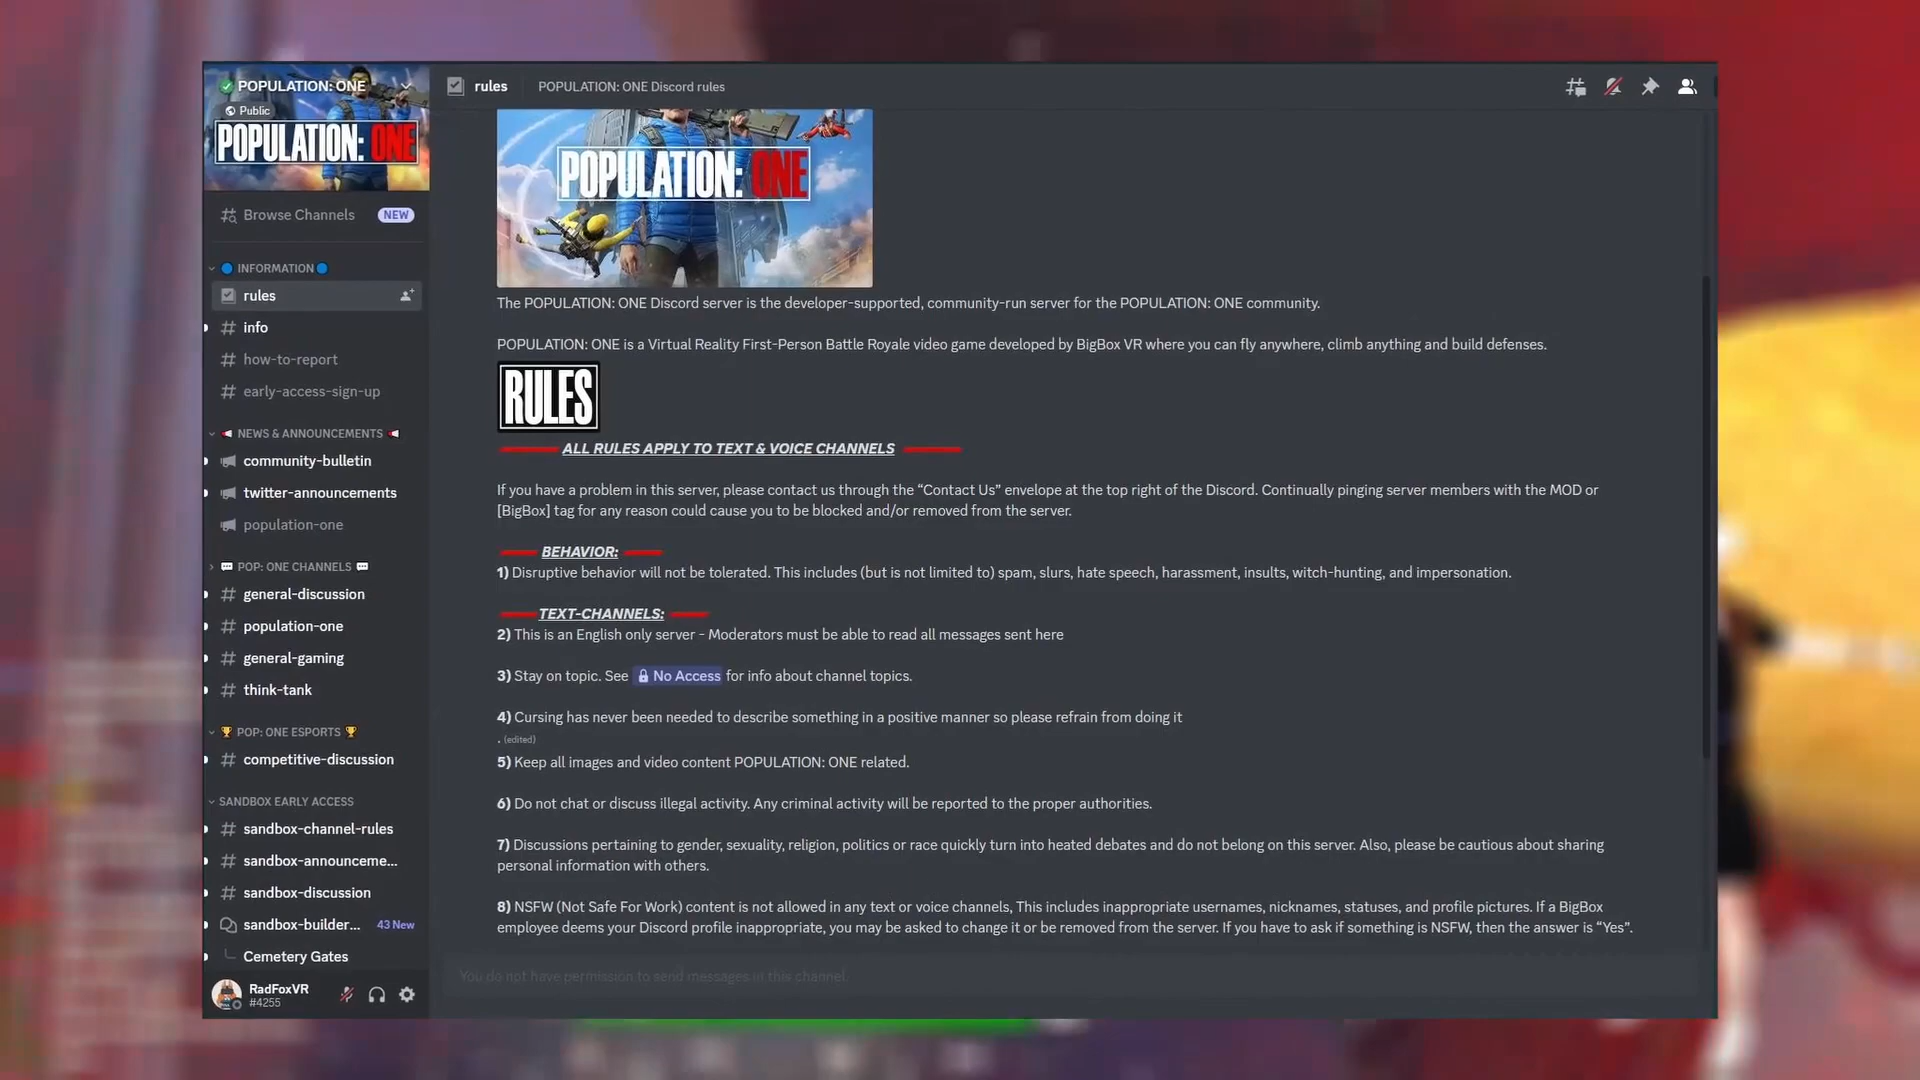 POPULATION: ONE
Public
POPULATION: ONE
Browse Channels NEW
INFORMATION
rules
info
how-to-report
early-access-sign-up
NEWS & ANNOUNCEMENTS
community-bulletin
twitter-announcements
population-one
POP: ONE CHANNELS
general-discussion
population-one
general-gaming
think-tank
POP: ONE ESPORTS
competitive-discussion
SANDBOX EARLY ACCESS
sandbox-channel-rules
sandbox-announceme...
sandbox-discussion
sandbox-builder... 43 New
Cemetery Gates
RadFoxVR
#4255
rules POPULATION: ONE Discord rules
POPULATION: ONE
The POPULATION: ONE Discord server is the developer-supported, community-run server for the POPULATION: ONE community.
POPULATION: ONE is a Virtual Reality First-Person Battle Royale video game developed by BigBox VR where you can fly anywhere, climb anything and build defenses.
RULES
ALL RULES APPLY TO TEXT & VOICE CHANNELS
If you have a problem in this server, please contact us through the “Contact Us” envelope at the top right of the Discord. Continually pinging server members with the MOD or
[BigBox] tag for any reason could cause you to be blocked and/or removed from the server.
BEHAVIOR:
1) Disruptive behavior will not be tolerated. This includes (but is not limited to) spam, slurs, hate speech, harassment, insults, witch-hunting, and impersonation.
TEXT-CHANNELS:
2) This is an English only server - Moderators must be able to read all messages sent here
3) Stay on topic. See No Access for info about channel topics.
4) Cursing has never been needed to describe something in a positive manner so please refrain from doing it
. (edited)
5) Keep all images and video content POPULATION: ONE related.
6) Do not chat or discuss illegal activity. Any criminal activity will be reported to the proper authorities.
7) Discussions pertaining to gender, sexuality, religion, politics or race quickly turn into heated debates and do not belong on this server. Also, please be cautious about sharing
personal information with others.
8) NSFW (Not Safe For Work) content is not allowed in any text or voice channels, This includes inappropriate usernames, nicknames, statuses, and profile pictures. If a BigBox
employee deems your Discord profile inappropriate, you may be asked to change it or be removed from the server. If you have to ask if something is NSFW, then the answer is “Yes”.
You do not have permission to send messages in this channel.